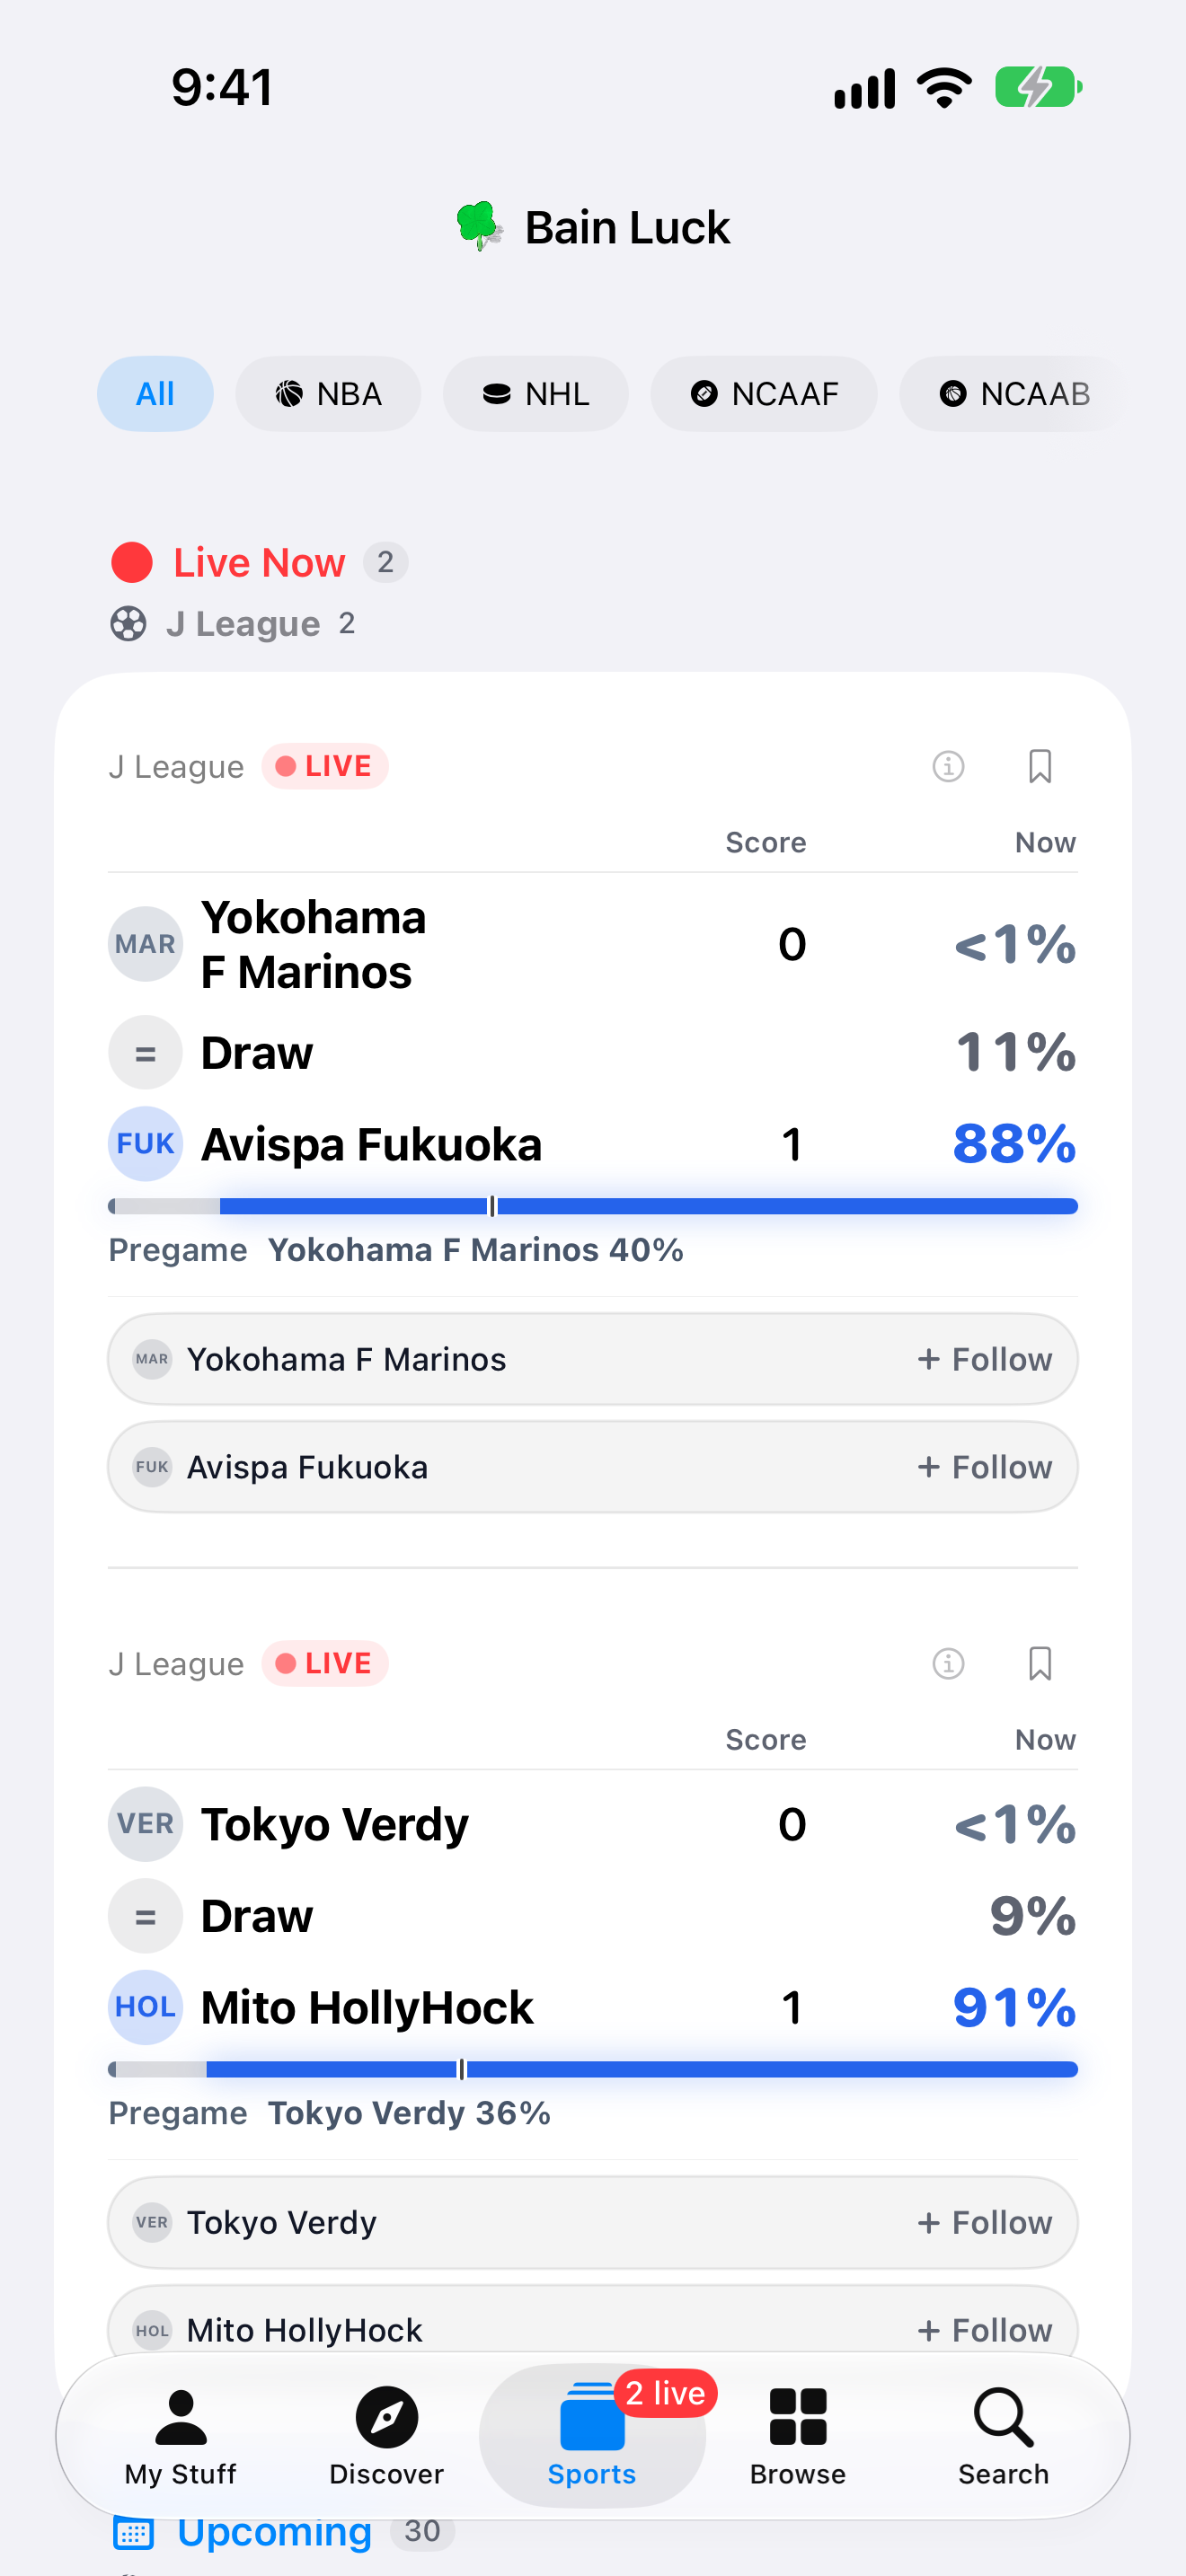 9:41
Bain Luck
All
NBA
NHL
NCAAF
NCAAB
Live Now 2
J League 2
J League LIVE
Score Now
MAR Yokohama F Marinos 0 <1%
= Draw 11%
FUK Avispa Fukuoka 1 88%
Pregame Yokohama F Marinos 40%
MAR Yokohama F Marinos + Follow
FUK Avispa Fukuoka + Follow
J League LIVE
Score Now
VER Tokyo Verdy 0 <1%
= Draw 9%
HOL Mito HollyHock 1 91%
Pregame Tokyo Verdy 36%
VER Tokyo Verdy + Follow
HOL Mito HollyHock + Follow
2 live
My Stuff
Discover
Sports
Browse
Search
Upcoming 30